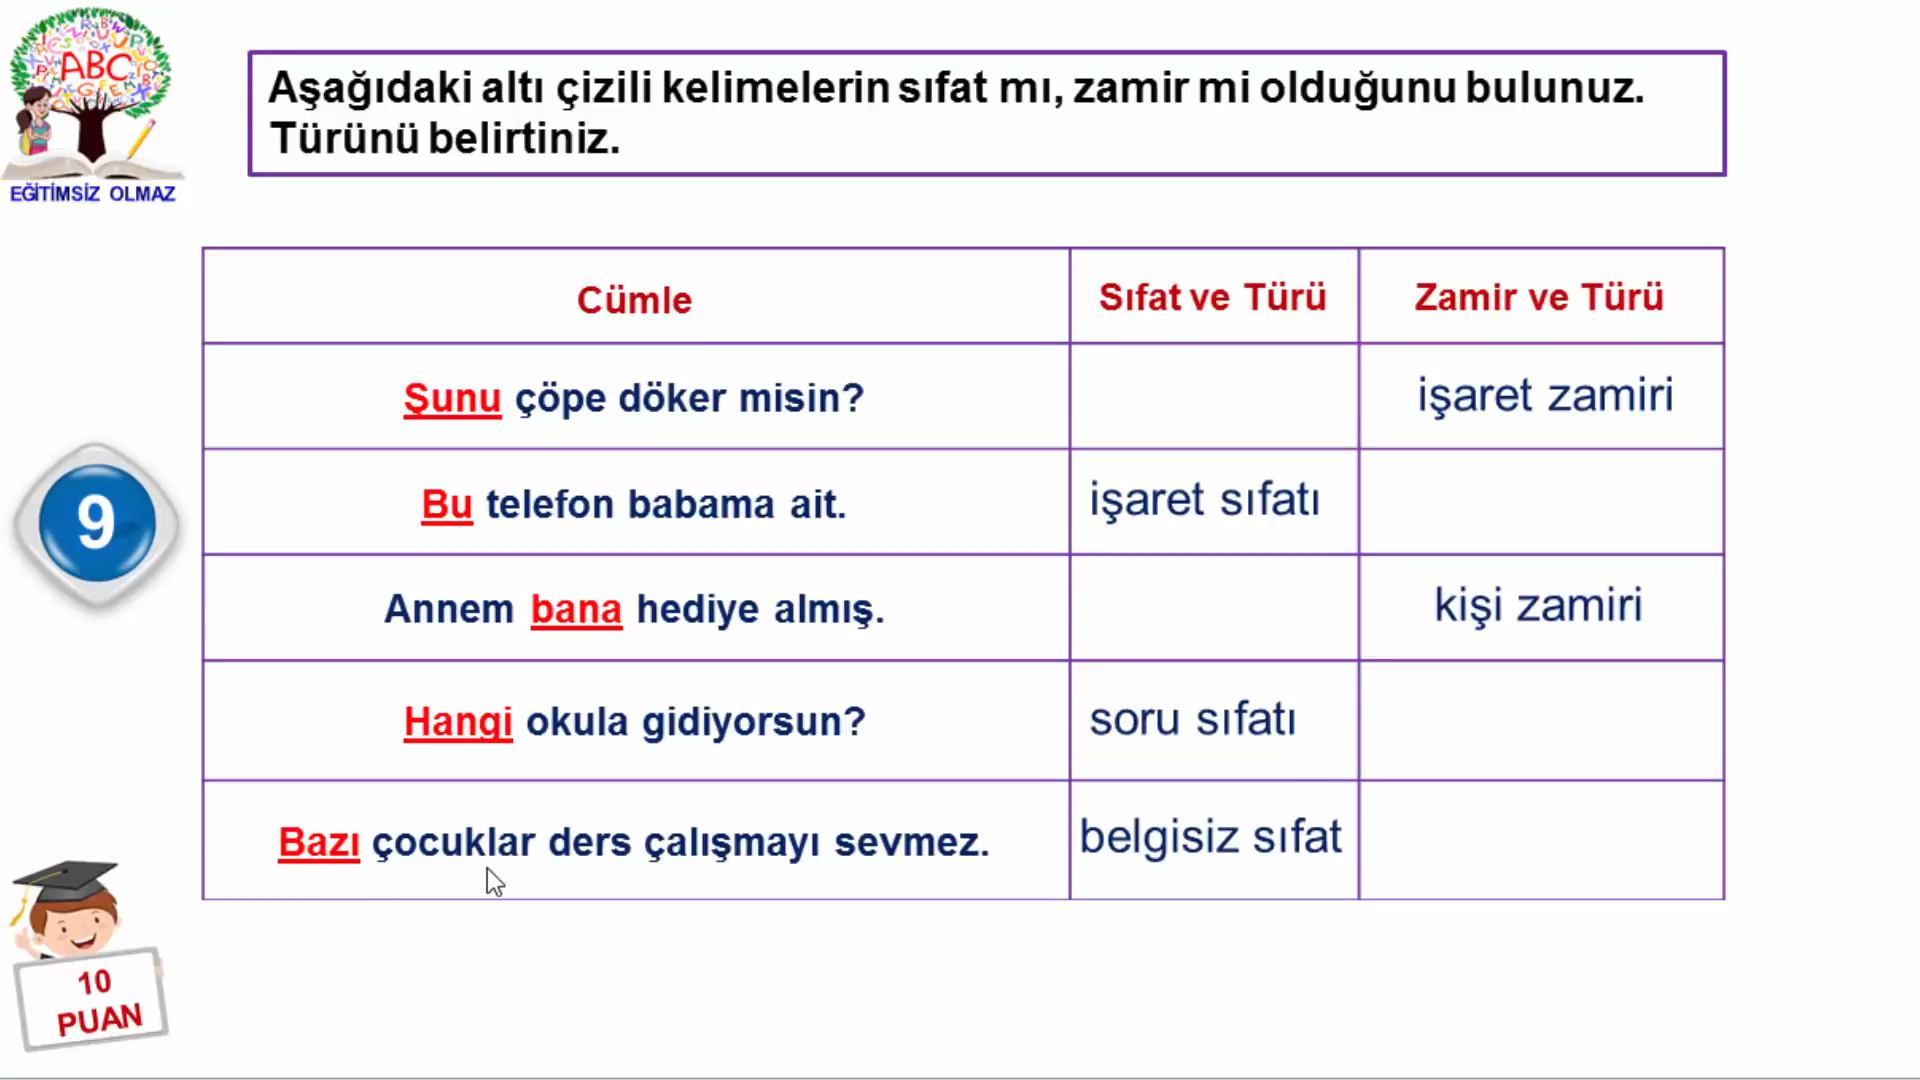 ABC
EĞİTİMSİZ OLMAZ
Aşağıdaki altı çizili kelimelerin sıfat mı, zamir mi olduğunu bulunuz.
Türünü belirtiniz.
Cümle
Sıfat ve Türü
Zamir ve Türü
Şunu çöpe döker misin?
işaret zamiri
Bu telefon babama ait.
işaret sıfatı
Annem bana hediye almış.
kişi zamiri
Hangi okula gidiyorsun?
soru sıfatı
Bazı çocuklar ders çalışmayı sevmez.
belgisiz sıfat
9
10
PUAN